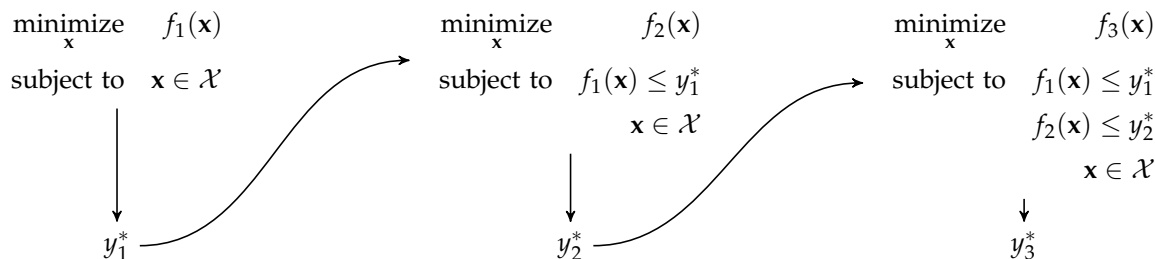 minimize f₁(𝐱)
𝐱
subject to 𝐱 ∈ 𝒳
y₁*
minimize f₂(𝐱)
𝐱
subject to f₁(𝐱) ≤ y₁*
𝐱 ∈ 𝒳
y₂*
minimize f₃(𝐱)
𝐱
subject to f₁(𝐱) ≤ y₁*
f₂(𝐱) ≤ y₂*
𝐱 ∈ 𝒳
y₃*